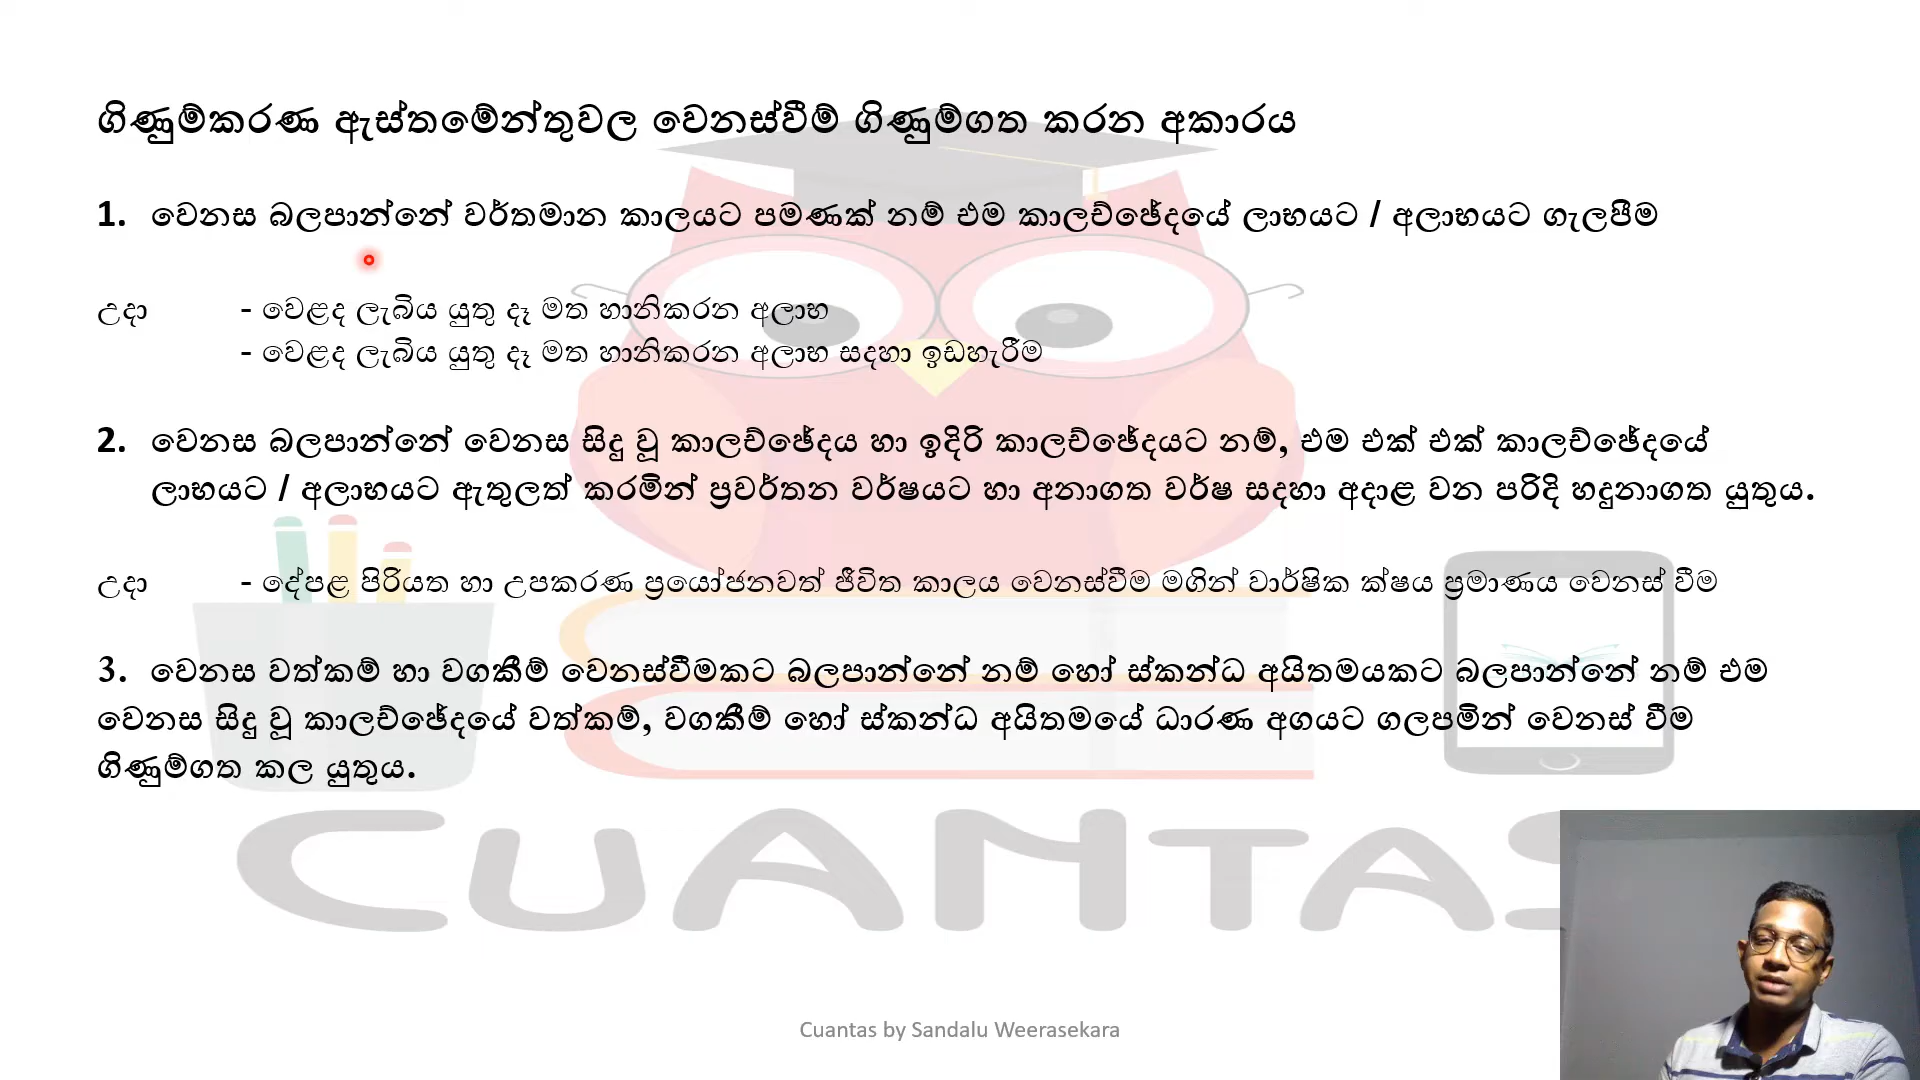 ගිණුම්කරණ ඇස්තමේන්තුවල වෙනස්වීම් ගිණුම්ගත කරන අකාරය
1. වෙනස බලපාන්නේ වර්තමාන කාලයට පමණක් නම් එම කාලච්ඡේදයේ ලාභයට / අලාභයට ගැලපීම
උදා - වෙළද ලැබිය යුතු දෑ මත හානිකරන අලාභ
- වෙළද ලැබිය යුතු දෑ මත හානිකරන අලාභ සදහා ඉඩහැරීම
2. වෙනස බලපාන්නේ වෙනස සිදු වූ කාලච්ඡේදය හා ඉදිරි කාලච්ඡේදයට නම්, එම එක් එක් කාලච්ඡේදයේ
ලාභයට / අලාභයට ඇතුලත් කරමින් ප්‍රවර්තන වර්ෂයට හා අනාගත වර්ෂ සදහා අදාළ වන පරිදි හදුනාගත යුතුය.
උදා - දේපළ පිරියත හා උපකරණ ප්‍රයෝජනවත් ජීවිත කාලය වෙනස්වීම මගින් වාර්ෂික ක්ෂය ප්‍රමාණය වෙනස් වීම
3. වෙනස වත්කම් හා වගකීම් වෙනස්වීමකට බලපාන්නේ නම් හෝ ස්කන්ධ අයිතමයකට බලපාන්නේ නම් එම
වෙනස සිදු වූ කාලච්ඡේදයේ වත්කම්, වගකීම් හෝ ස්කන්ධ අයිතමයේ ධාරණ අගයට ගලපමින් වෙනස් වීම
ගිණුම්ගත කල යුතුය.
CUANTAS
Cuantas by Sandalu Weerasekara